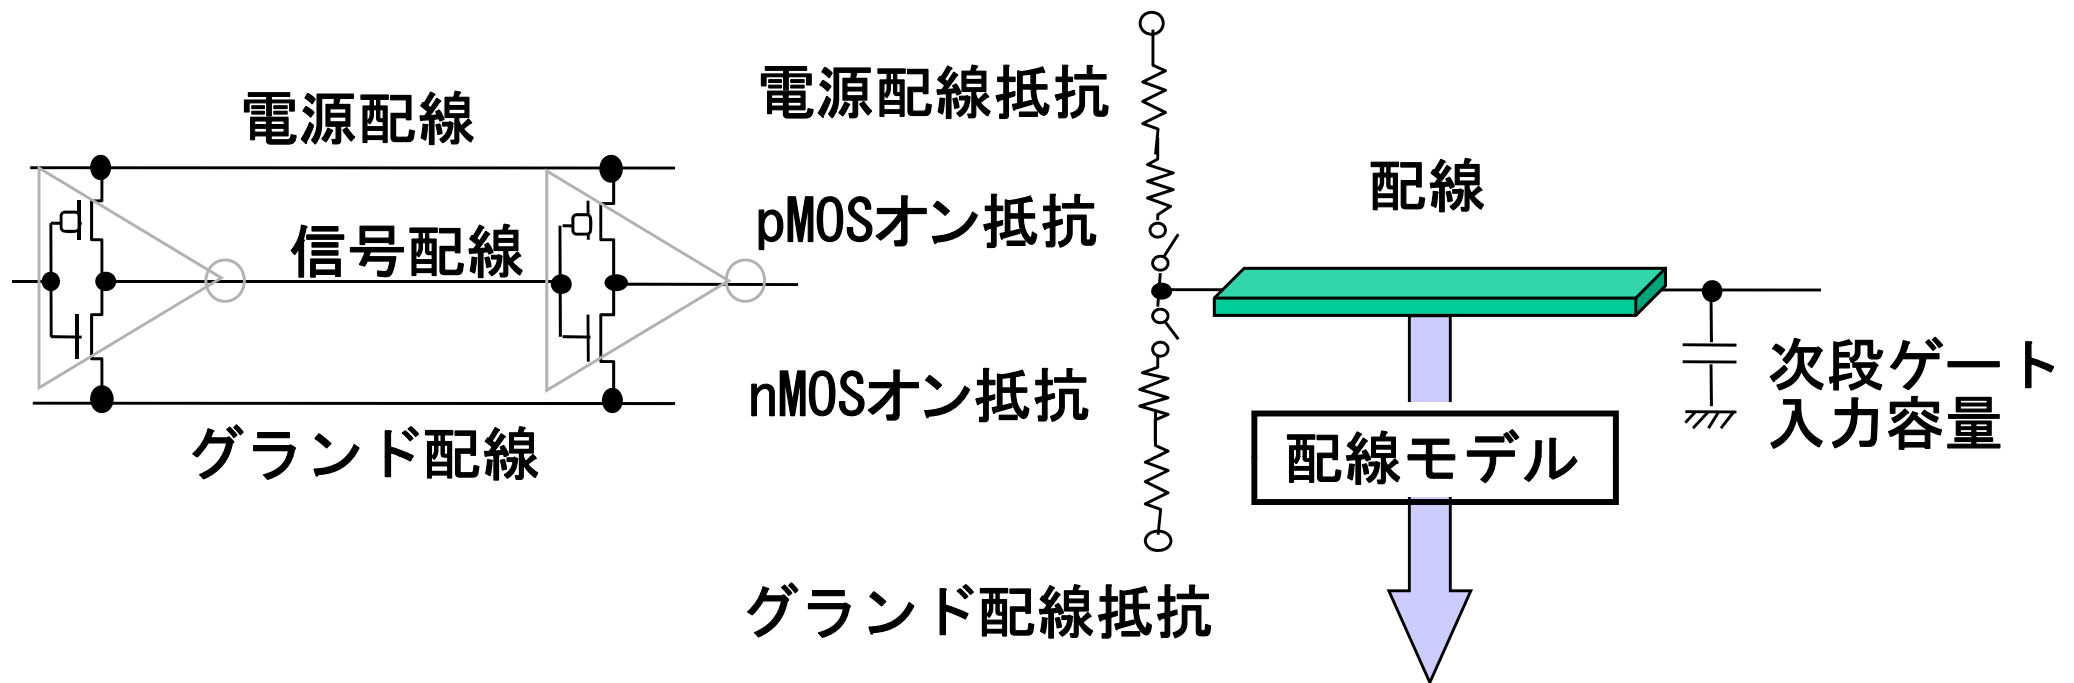 電源配線
信号配線
グランド配線
電源配線抵抗
pMOSオン抵抗
nMOSオン抵抗
グランド配線抵抗
配線
配線モデル
次段ゲート
入力容量